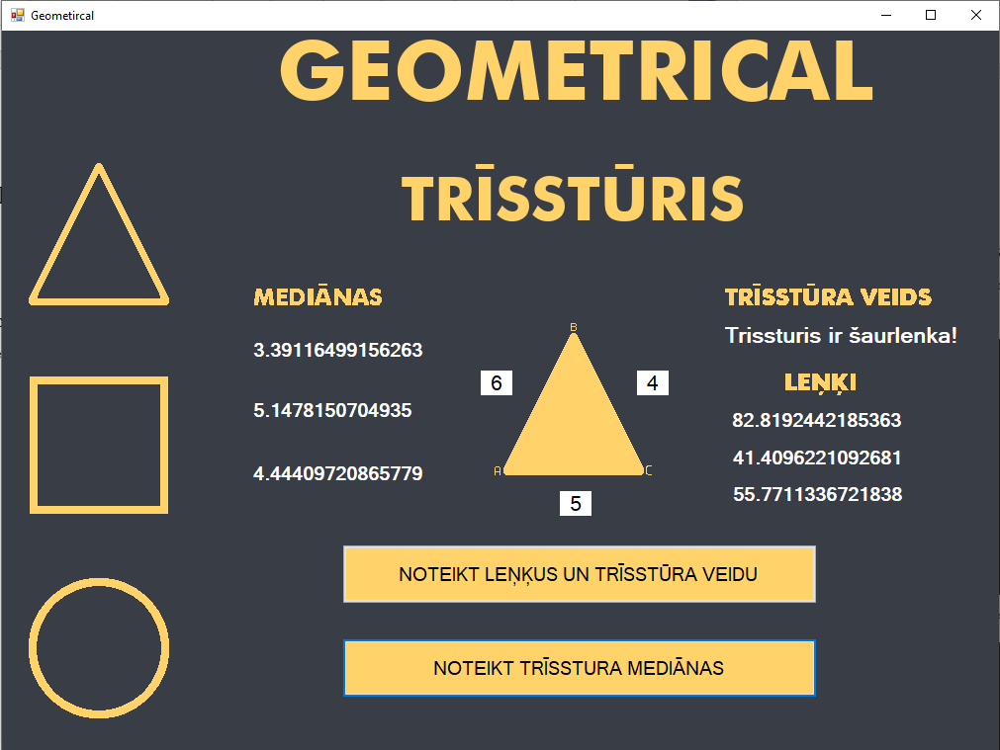 Geometircal
GEOMETRICAL
TRĪSSTŪRIS
MEDIĀNAS
3.39116499156263
5.1478150704935
4.44409720865779
B
6
4
A
C
5
TRĪSSTŪRA VEIDS
Trissturis ir šaurlenka!
LEŅĶI
82.8192442185363
41.4096221092681
55.7711336721838
NOTEIKT LEŅĶUS UN TRĪSSTŪRA VEIDU
NOTEIKT TRĪSSTURA MEDIĀNAS